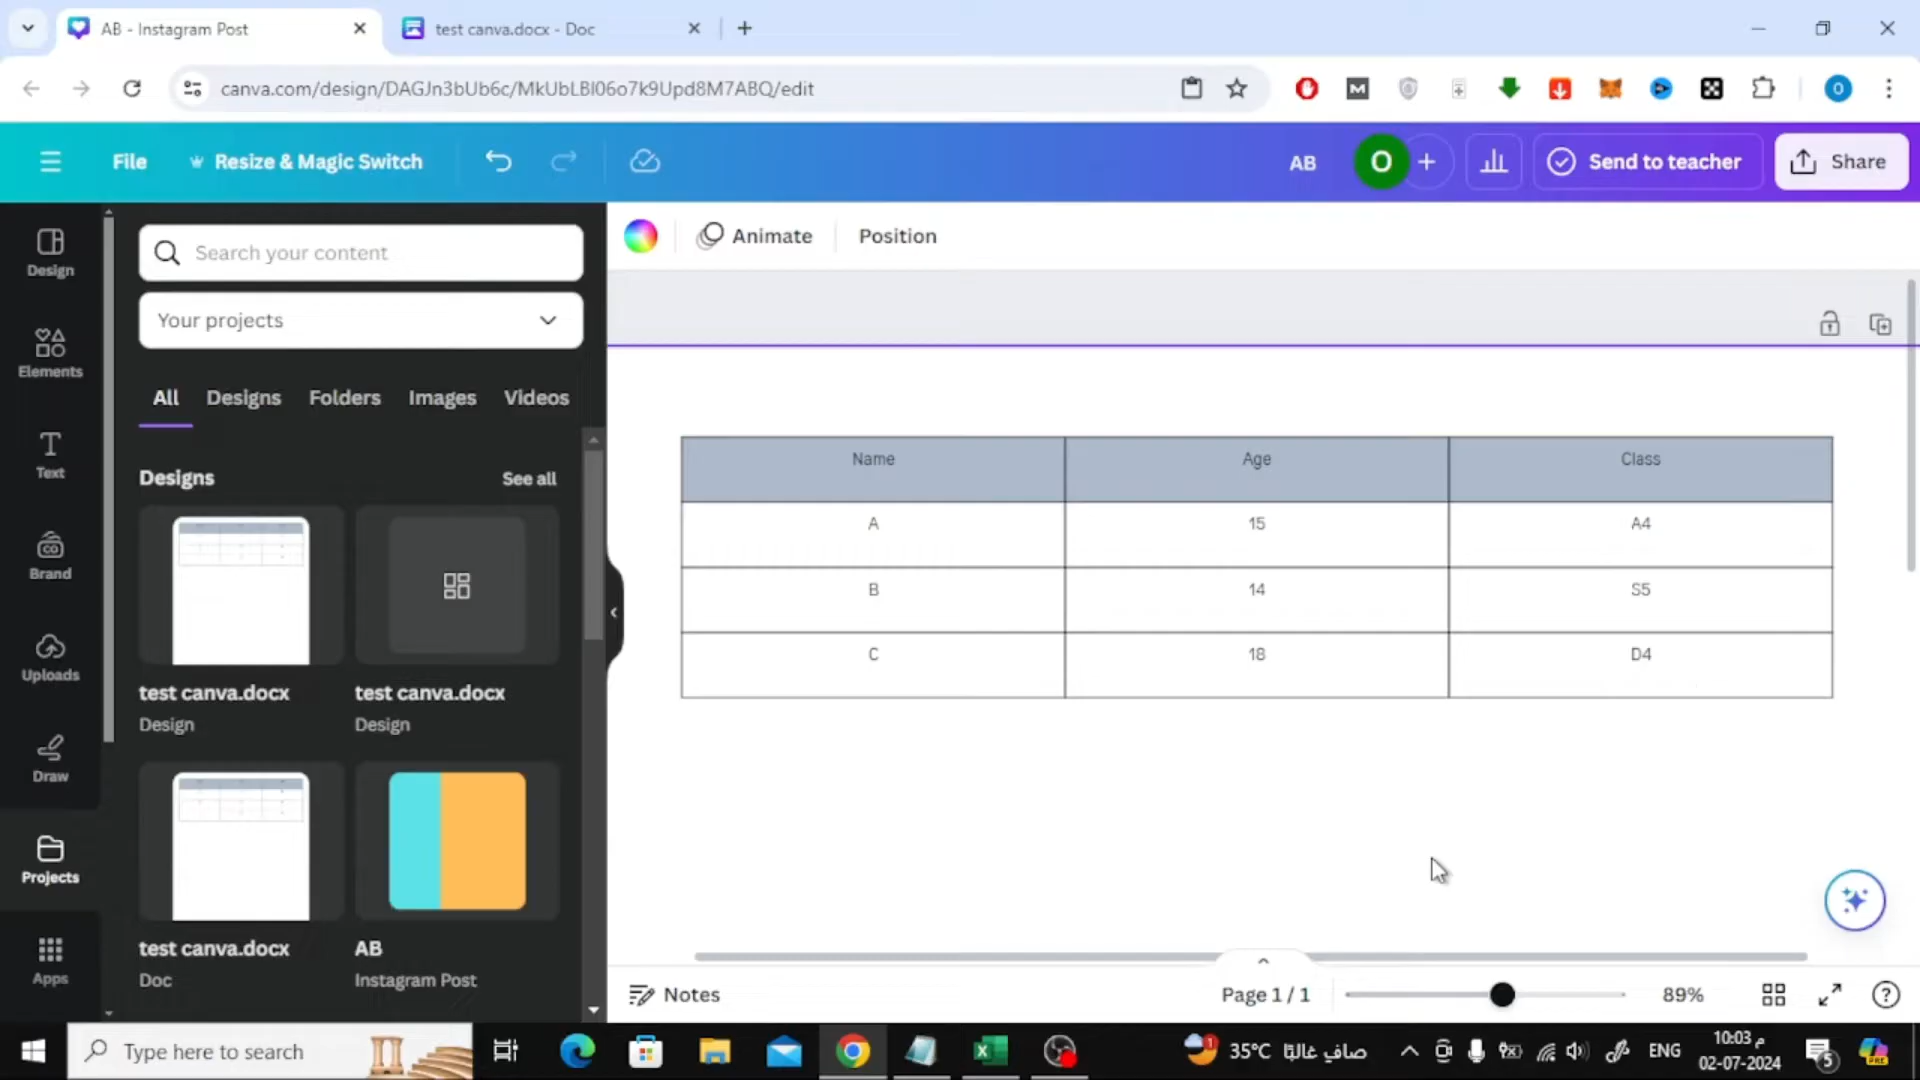 AB - Instagram Post
test canva.docx - Doc
canva.com/design/DAGJn3bUb6c/MkUbLBl06o7k9Upd8M7ABQ/edit
File
Resize & Magic Switch
AB
O
Send to teacher
Share
Design
Elements
Text
Brand
Uploads
Draw
Projects
Apps
Search your content
Your projects
All Designs Folders Images Videos
Designs See all
test canva.docx
Design
test canva.docx
Design
test canva.docx
Doc
AB
Instagram Post
Animate
Position
Name Age Class
A 15 A4
B 14 S5
C 18 D4
Notes
Page 1 / 1
89%
Type here to search
35°C صافي غالبًا
ENG
10:03 م
02-07-2024
5